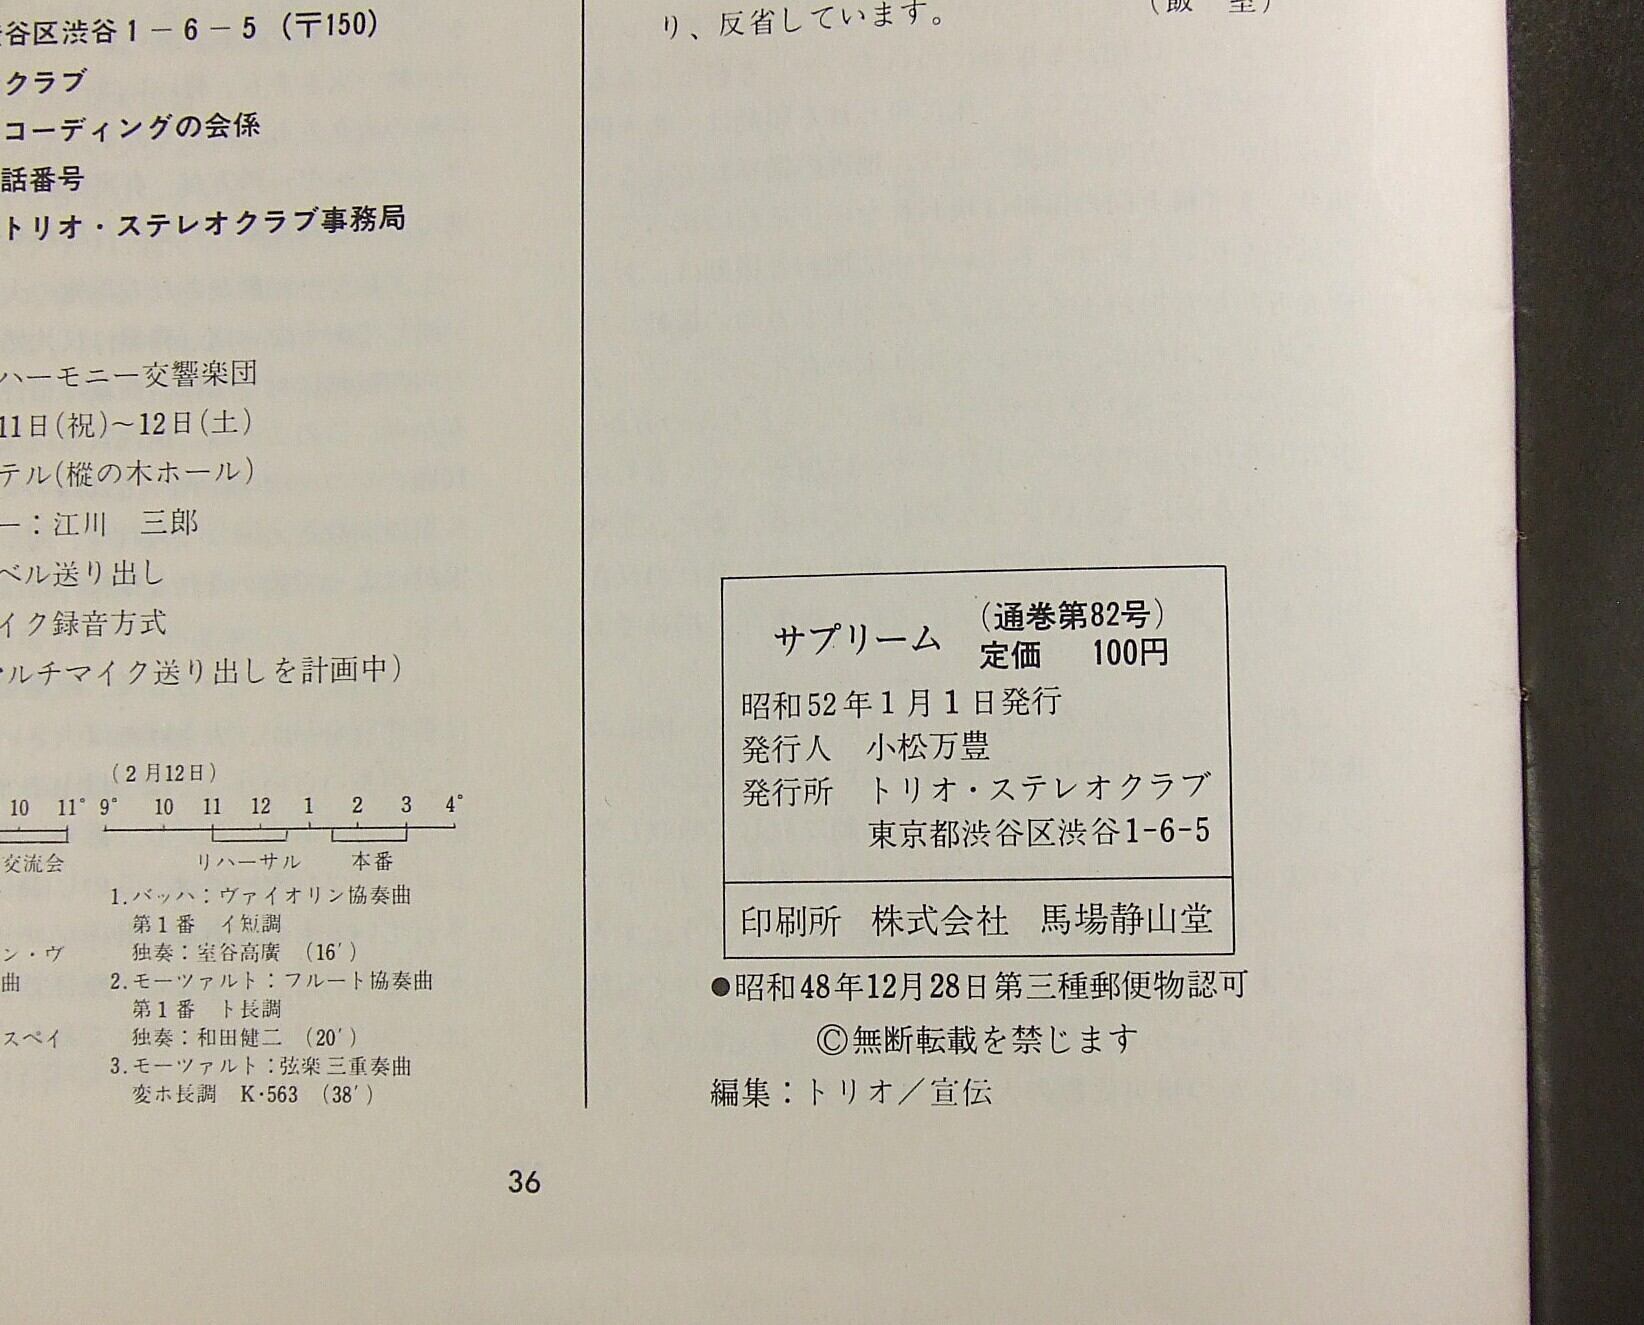 谷区渋谷1−6−5（〒150）
クラブ
コーディングの会係
話番号
トリオ・ステレオクラブ事務局
ハーモニー交響楽団
11日(祝)〜12日(土)
テル(樅の木ホール)
ー：江川　三郎
ベル送り出し
イク録音方式
ルチマイク送り出しを計画中）
（2月12日）
10 11° 9° 10 11 12 1 2 3 4°
交流会 リハーサル 本番
1.バッハ：ヴァイオリン協奏曲
第1番　イ短調
ン・ヴ
独奏：室谷高廣　（16′）
曲
2.モーツァルト：フルート協奏曲
第1番　ト長調
スペイ
独奏：和田健二　（20′）
3.モーツァルト：弦楽三重奏曲
変ホ長調　K・563　（38′）
り、反省しています。
サプリーム （通巻第82号）
定価　100円
昭和52年1月1日発行
発行人　小松万豊
発行所　トリオ・ステレオクラブ
東京都渋谷区渋谷1-6-5
印刷所　株式会社　馬場静山堂
●昭和48年12月28日第三種郵便物認可
©無断転載を禁じます
編集：トリオ／宣伝
36